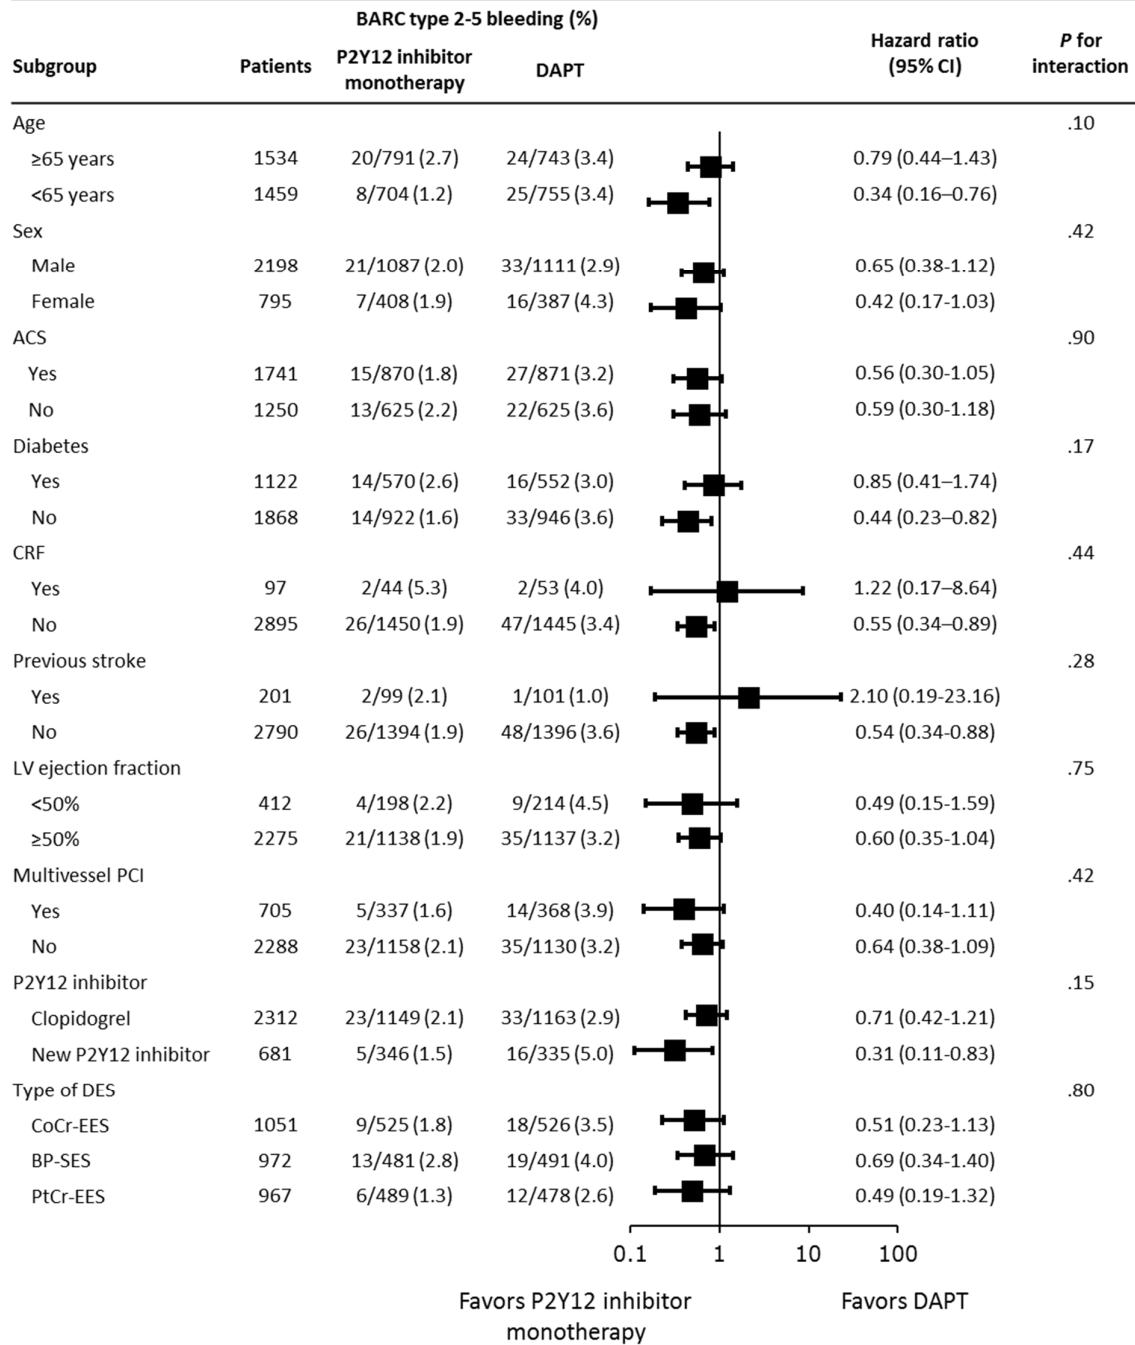 BARC type 2-5 bleeding (%)
Subgroup Patients P2Y12 inhibitor monotherapy DAPT Hazard ratio (95% CI) P for interaction
Age .10
≥65 years 1534 20/791 (2.7) 24/743 (3.4) 0.79 (0.44–1.43)
<65 years 1459 8/704 (1.2) 25/755 (3.4) 0.34 (0.16–0.76)
Sex .42
Male 2198 21/1087 (2.0) 33/1111 (2.9) 0.65 (0.38-1.12)
Female 795 7/408 (1.9) 16/387 (4.3) 0.42 (0.17-1.03)
ACS .90
Yes 1741 15/870 (1.8) 27/871 (3.2) 0.56 (0.30-1.05)
No 1250 13/625 (2.2) 22/625 (3.6) 0.59 (0.30-1.18)
Diabetes .17
Yes 1122 14/570 (2.6) 16/552 (3.0) 0.85 (0.41–1.74)
No 1868 14/922 (1.6) 33/946 (3.6) 0.44 (0.23–0.82)
CRF .44
Yes 97 2/44 (5.3) 2/53 (4.0) 1.22 (0.17–8.64)
No 2895 26/1450 (1.9) 47/1445 (3.4) 0.55 (0.34–0.89)
Previous stroke .28
Yes 201 2/99 (2.1) 1/101 (1.0) 2.10 (0.19-23.16)
No 2790 26/1394 (1.9) 48/1396 (3.6) 0.54 (0.34-0.88)
LV ejection fraction .75
<50% 412 4/198 (2.2) 9/214 (4.5) 0.49 (0.15-1.59)
≥50% 2275 21/1138 (1.9) 35/1137 (3.2) 0.60 (0.35-1.04)
Multivessel PCI .42
Yes 705 5/337 (1.6) 14/368 (3.9) 0.40 (0.14-1.11)
No 2288 23/1158 (2.1) 35/1130 (3.2) 0.64 (0.38-1.09)
P2Y12 inhibitor .15
Clopidogrel 2312 23/1149 (2.1) 33/1163 (2.9) 0.71 (0.42-1.21)
New P2Y12 inhibitor 681 5/346 (1.5) 16/335 (5.0) 0.31 (0.11-0.83)
Type of DES .80
CoCr-EES 1051 9/525 (1.8) 18/526 (3.5) 0.51 (0.23-1.13)
BP-SES 972 13/481 (2.8) 19/491 (4.0) 0.69 (0.34-1.40)
PtCr-EES 967 6/489 (1.3) 12/478 (2.6) 0.49 (0.19-1.32)
0.1 1 10 100
Favors P2Y12 inhibitor monotherapy Favors DAPT